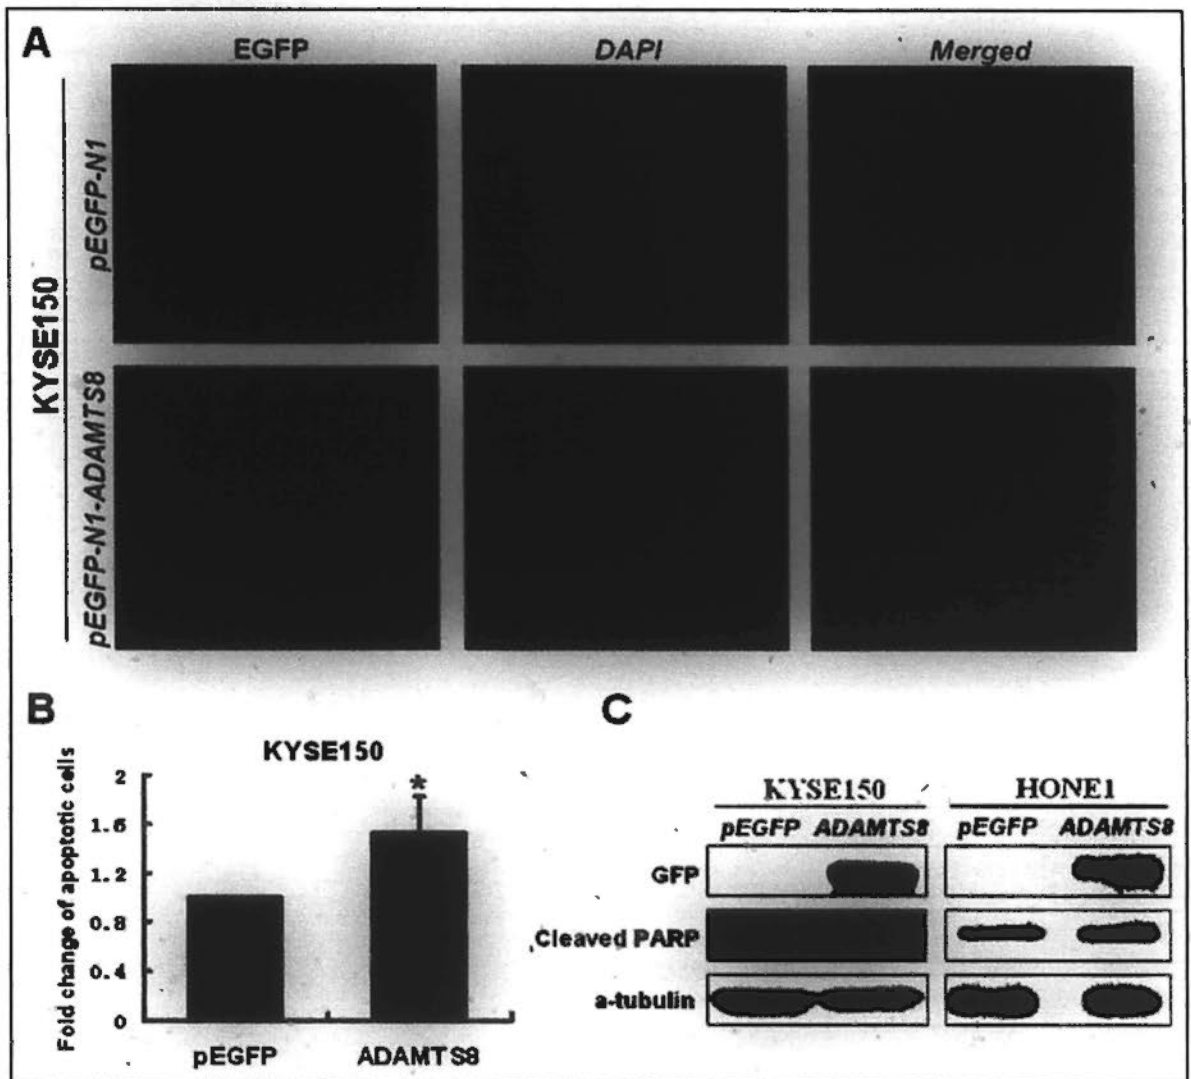 A
EGFP DAPI Merged
KYSE150
pEGFP-N1
pEGFP-N1-ADAMTS8
B
KYSE150
Fold change of apoptotic cells
2
1.6
1.2
0.8
0.4
0
*
pEGFP ADAMTS8
C
KYSE150 HONE1
pEGFP ADAMTS8 pEGFP ADAMTS8
GFP
Cleaved PARP
a-tubulin